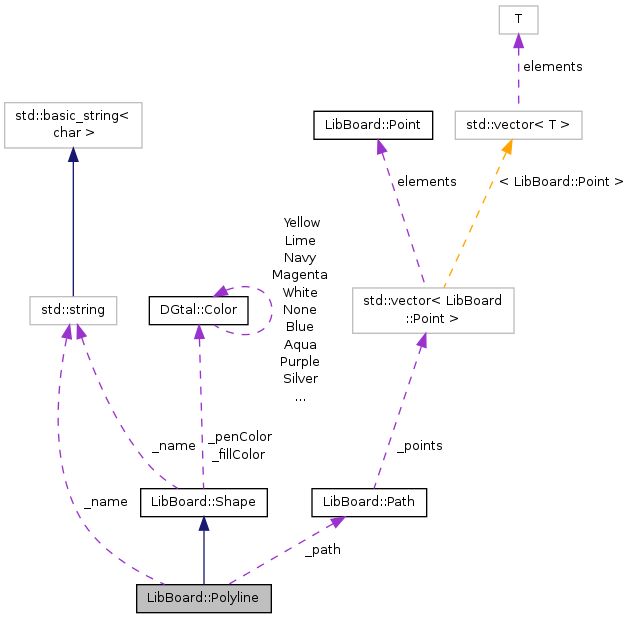 T
elements
std::basic_string<
char >
LibBoard::Point
std::vector< T >
elements
< LibBoard::Point >
Yellow
Lime
Navy
Magenta
White
None
Blue
Aqua
Purple
Silver
...
std::string
DGtal::Color
std::vector< LibBoard
::Point >
_name
_penColor
_fillColor
_points
_name
LibBoard::Shape
LibBoard::Path
_path
LibBoard::Polyline